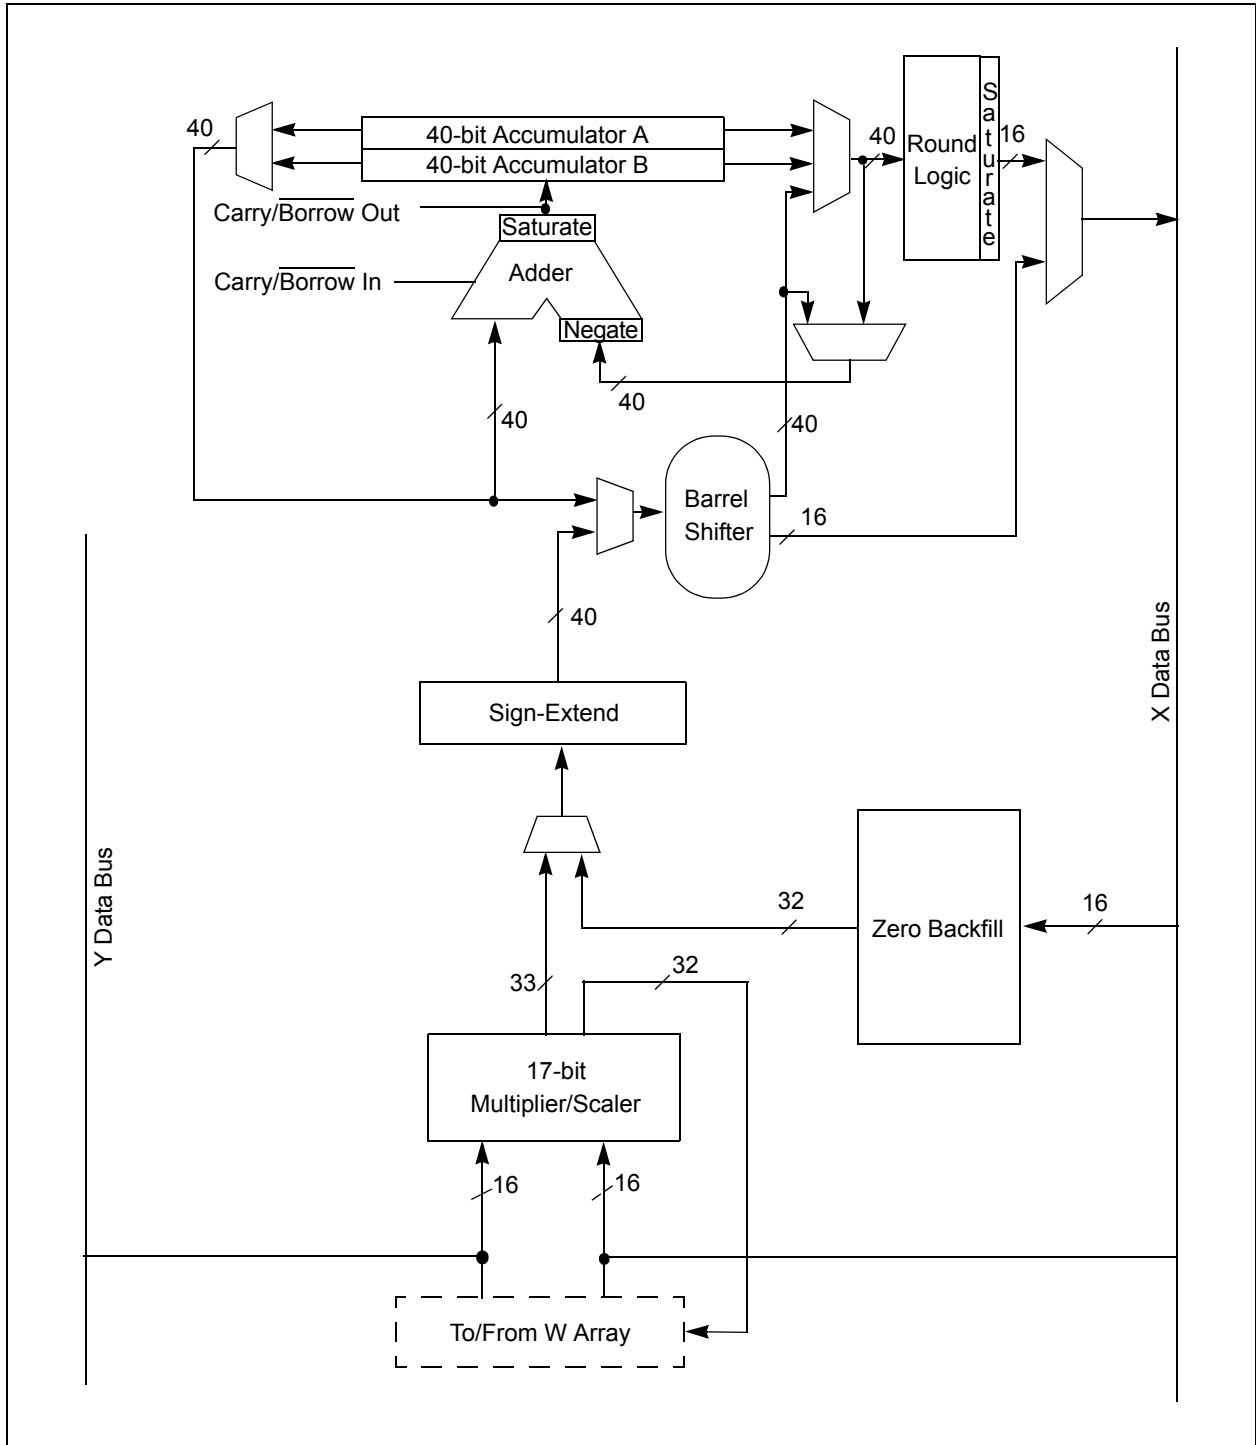 40
40-bit Accumulator A
40-bit Accumulator B
Carry/Borrow Out
Saturate
Carry/Borrow In
Adder
Negate
40
40
40
Round
Logic
Saturate
16
40
40
Barrel
Shifter
16
40
Sign-Extend
X Data Bus
Y Data Bus
32
Zero Backfill
16
33
32
17-bit
Multiplier/Scaler
16
16
To/From W Array